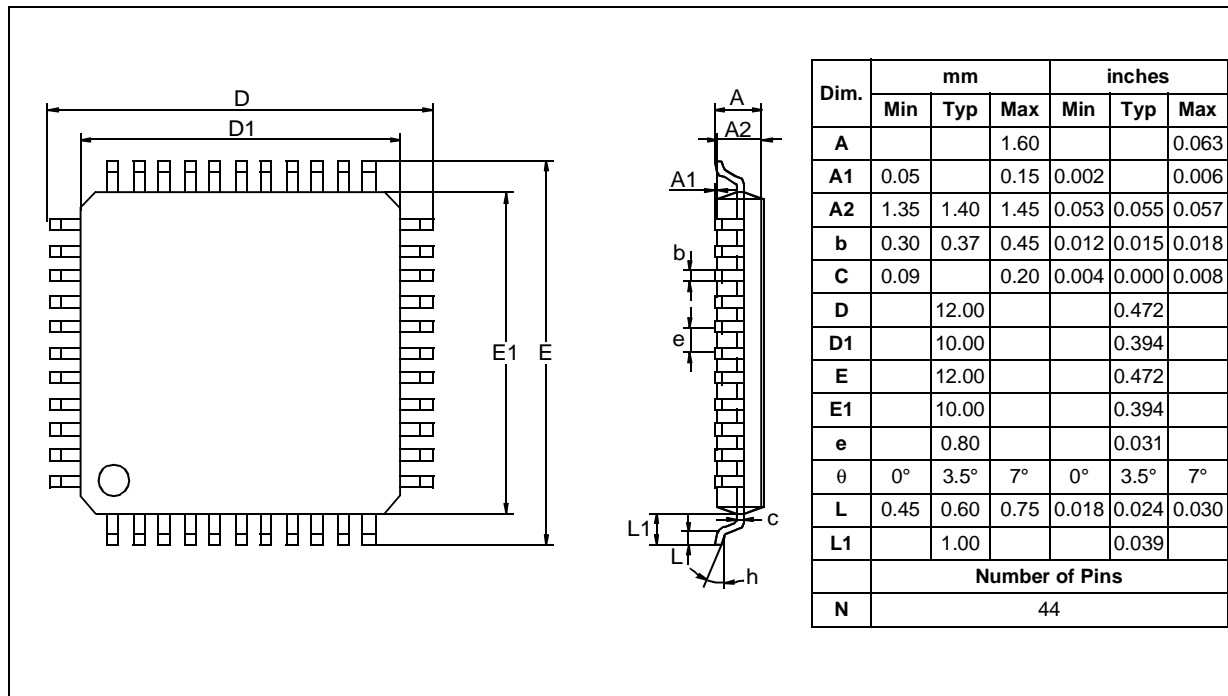 D
D1
E1
E
A
A2
A1
b
e
L1
L
c
h
Dim. mm inches
Min Typ Max Min Typ Max
A 1.60 0.063
A1 0.05 0.15 0.002 0.006
A2 1.35 1.40 1.45 0.053 0.055 0.057
b 0.30 0.37 0.45 0.012 0.015 0.018
C 0.09 0.20 0.004 0.000 0.008
D 12.00 0.472
D1 10.00 0.394
E 12.00 0.472
E1 10.00 0.394
e 0.80 0.031
θ 0° 3.5° 7° 0° 3.5° 7°
L 0.45 0.60 0.75 0.018 0.024 0.030
L1 1.00 0.039
Number of Pins
N 44